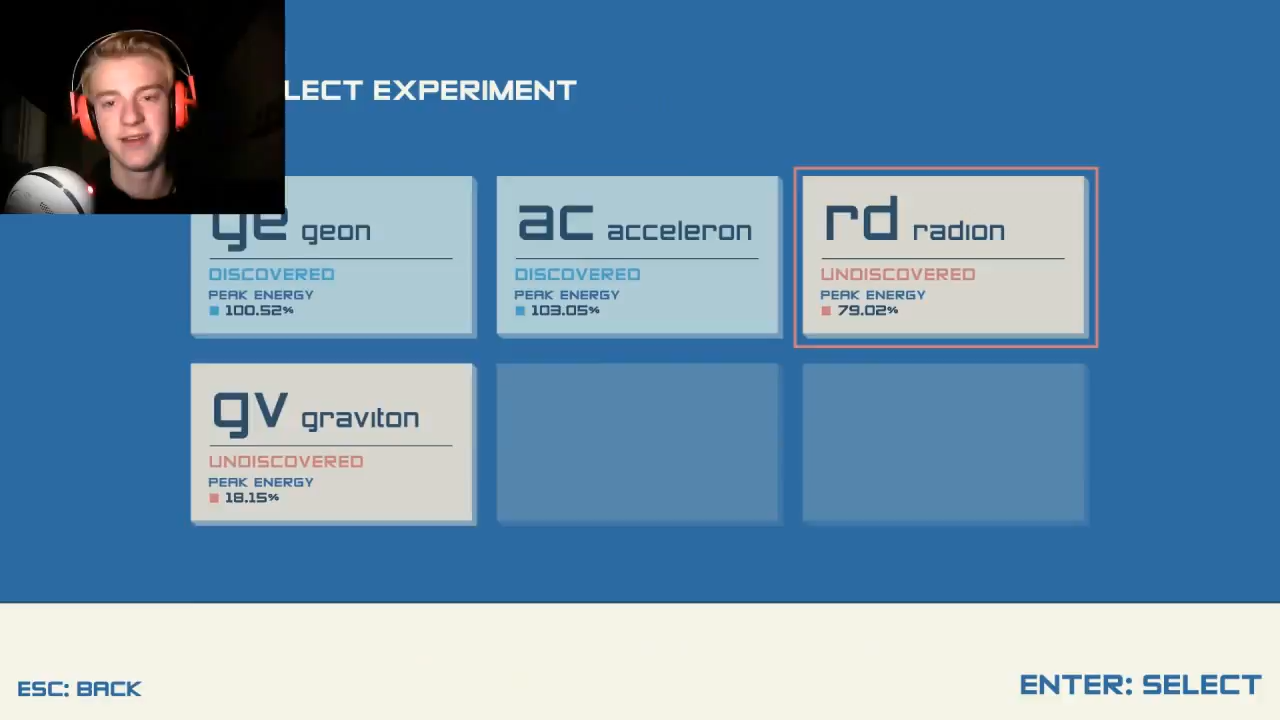 LECT EXPERIMENT
ge geon
DISCOVERED
PEAK ENERGY
100.52%
ac acceleron
DISCOVERED
PEAK ENERGY
103.05%
rd radion
UNDISCOVERED
PEAK ENERGY
79.02%
gv graviton
UNDISCOVERED
PEAK ENERGY
18.15%
ESC: BACK
ENTER: SELECT